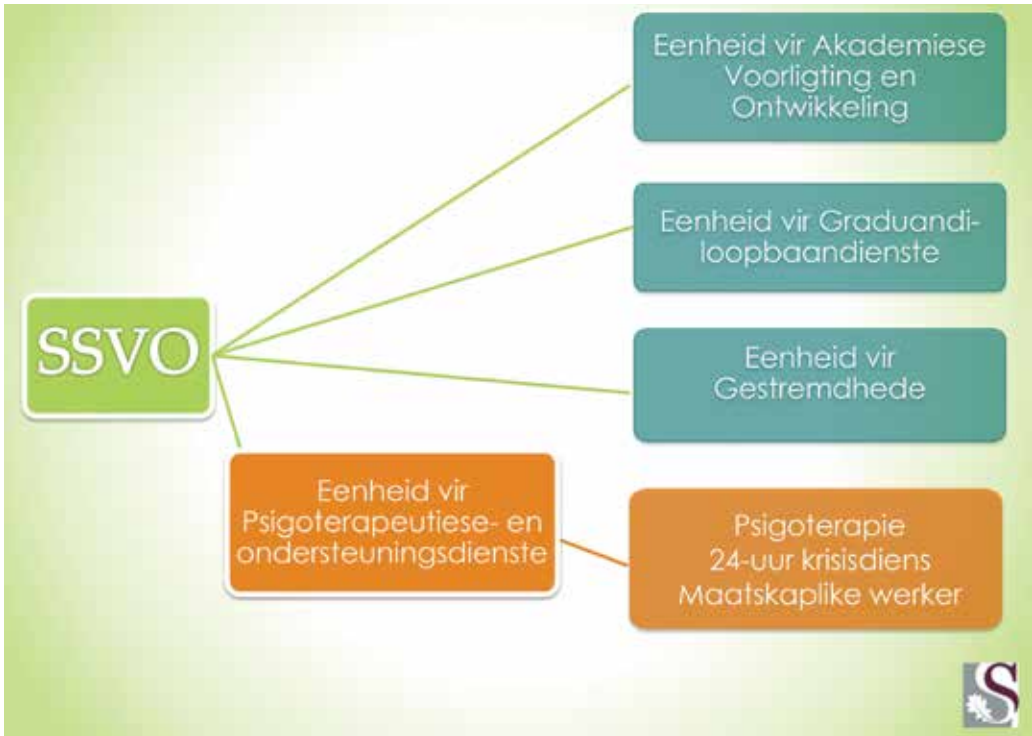 Eenheid vir Akademiese
Voorligting en
Ontwikkeling
Eenheid vir Graduandi-
loopbaandienste
SSVO
Eenheid vir
Gestremdhede
Eenheid vir
Psigoterapeutiese- en
ondersteuningsdienste
Psigoterapie
24-uur krisisdiens
Maatskaplike werker
S